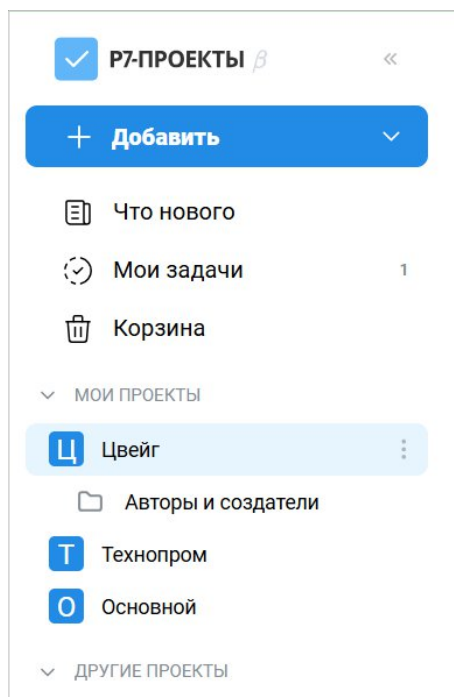 Р7-ПРОЕКТЫ β
Добавить
Что нового
Мои задачи 1
Корзина
МОИ ПРОЕКТЫ
Ц Цвейг
Авторы и создатели
Т Технопром
О Основной
ДРУГИЕ ПРОЕКТЫ